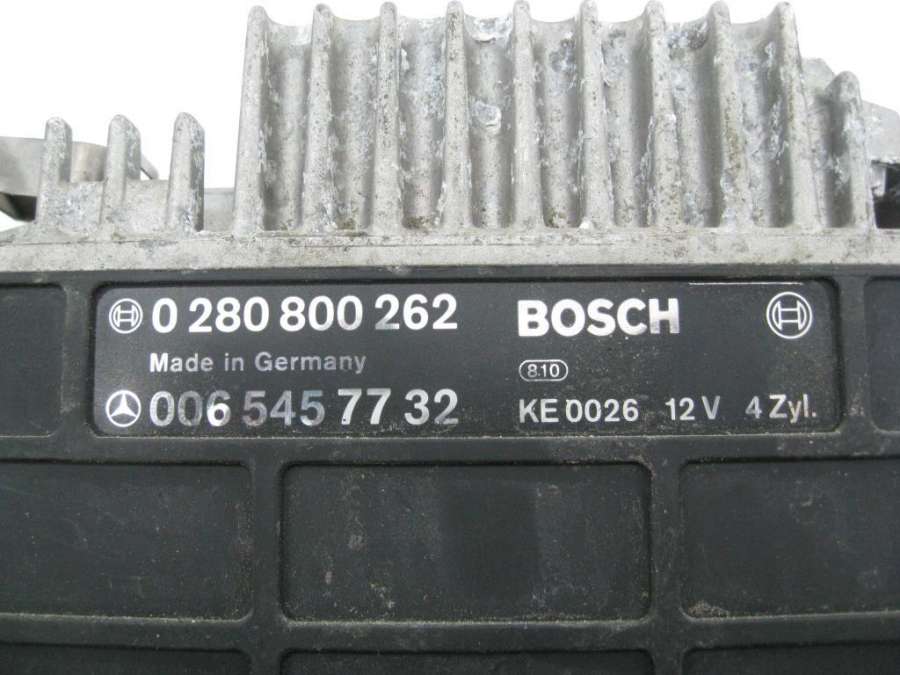 0 280 800 262
Made in Germany
006 545 77 32
BOSCH
8.10
KE 0026 12 V 4 Zyl.